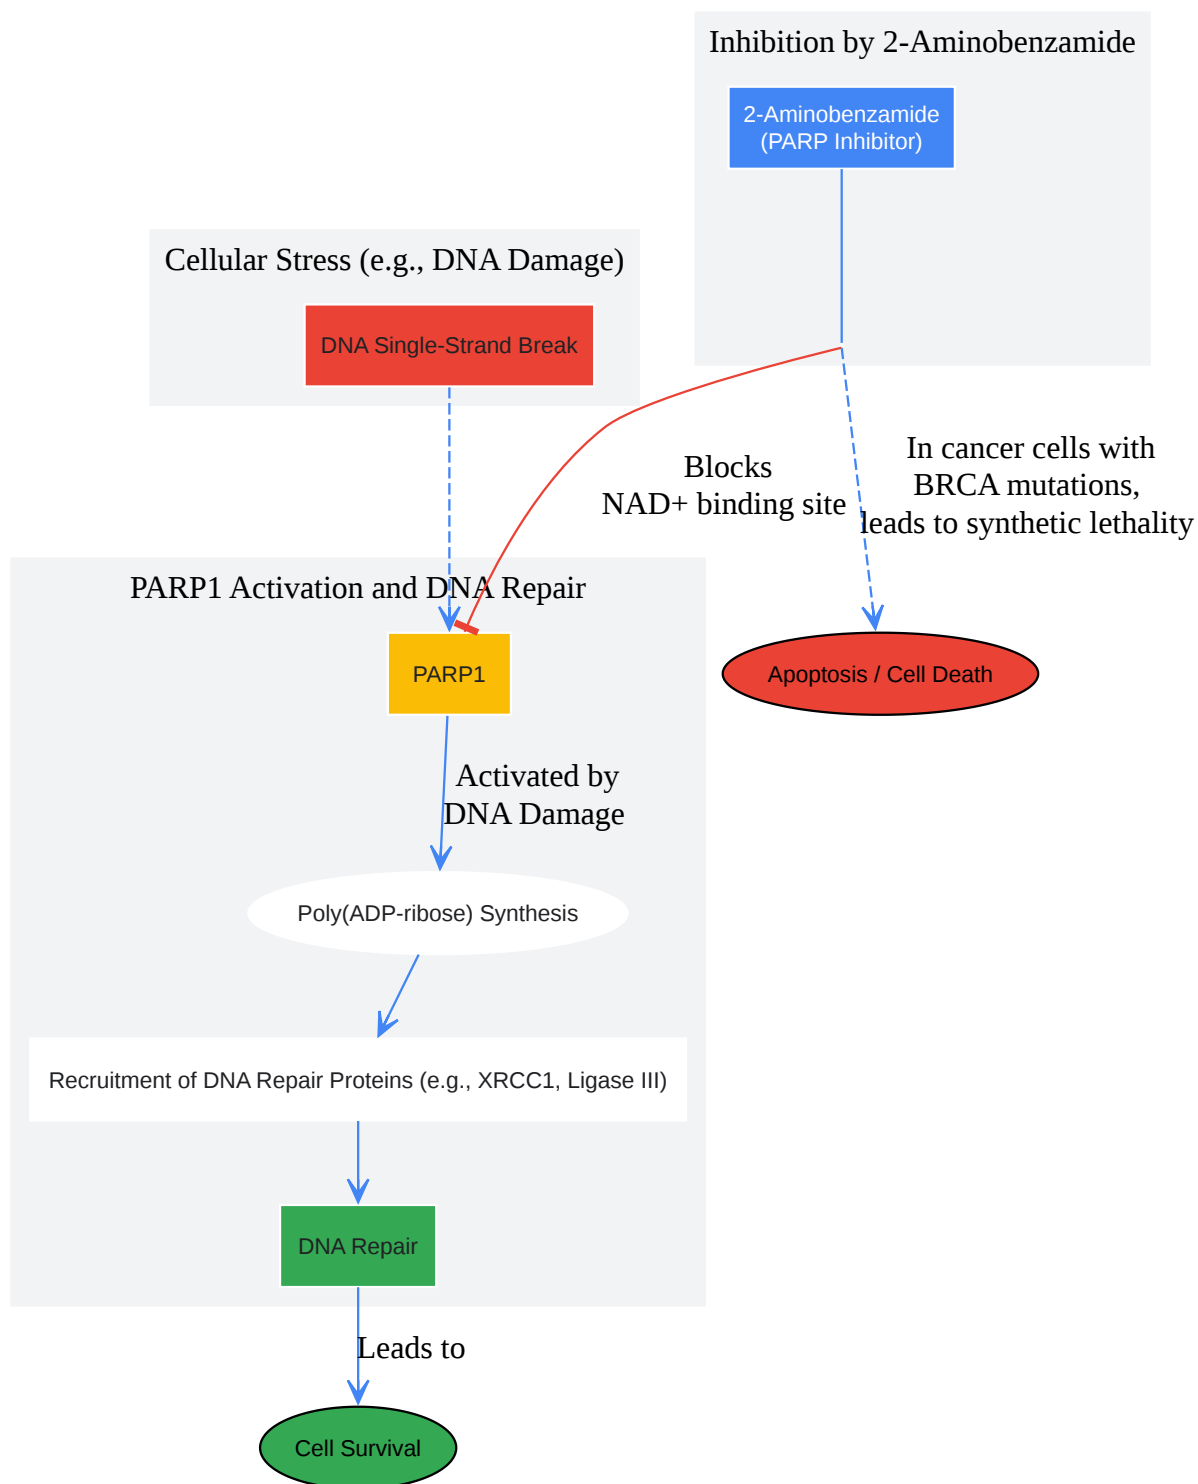 Inhibition by 2-Aminobenzamide
2-Aminobenzamide
(PARP Inhibitor)
Cellular Stress (e.g., DNA Damage)
DNA Single-Strand Break
Blocks
NAD+ binding site
In cancer cells with
BRCA mutations,
leads to synthetic lethality
PARP1 Activation and DNA Repair
PARP1
Apoptosis / Cell Death
Activated by
DNA Damage
Poly(ADP-ribose) Synthesis
Recruitment of DNA Repair Proteins (e.g., XRCC1, Ligase III)
DNA Repair
Leads to
Cell Survival